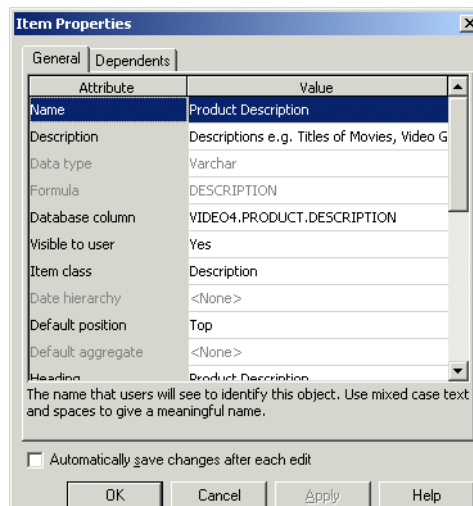 Item Properties
General Dependents
Attribute Value
Name Product Description
Description Descriptions e.g. Titles of Movies, Video G
Data type Varchar
Formula DESCRIPTION
Database column VIDEO4.PRODUCT.DESCRIPTION
Visible to user Yes
Item class Description
Date hierarchy <None>
Default position Top
Default aggregate <None>
Heading Product Description
The name that users will see to identify this object. Use mixed case text
and spaces to give a meaningful name.
Automatically save changes after each edit
OK Cancel Apply Help